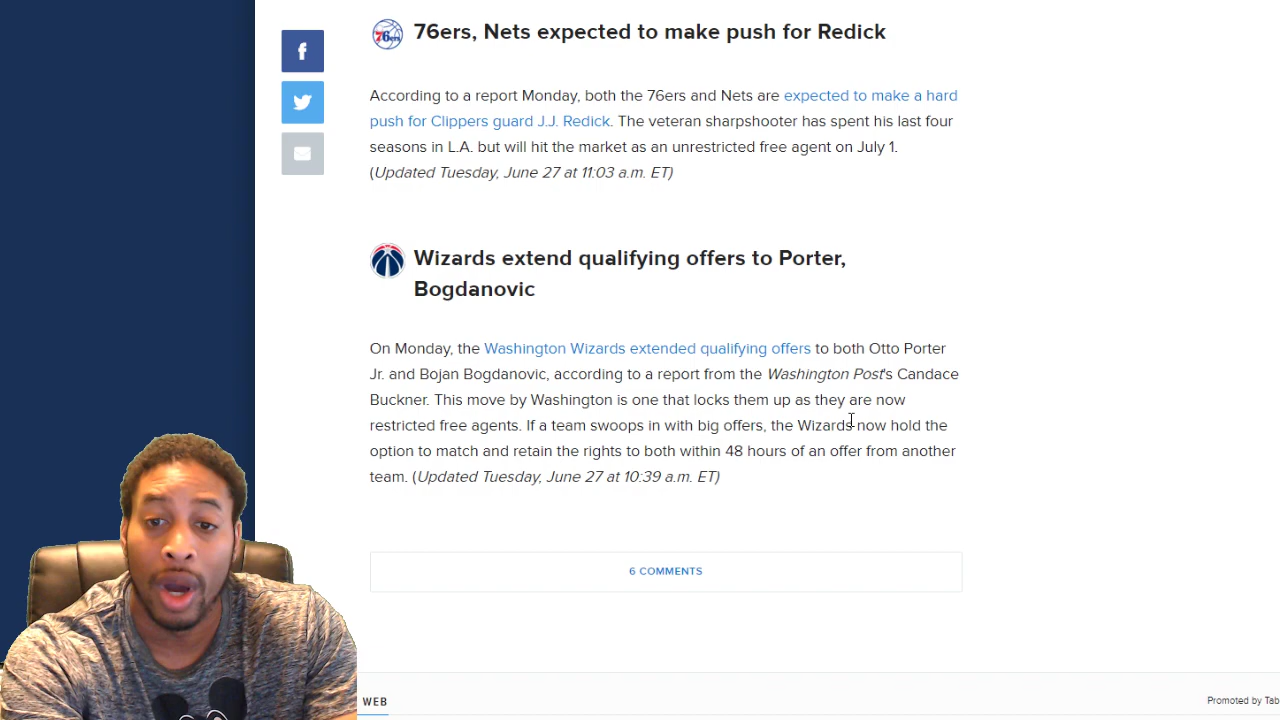 76ers, Nets expected to make push for Redick
According to a report Monday, both the 76ers and Nets are expected to make a hard
push for Clippers guard J.J. Redick. The veteran sharpshooter has spent his last four
seasons in L.A. but will hit the market as an unrestricted free agent on July 1.
(Updated Tuesday, June 27 at 11:03 a.m. ET)
Wizards extend qualifying offers to Porter,
Bogdanovic
On Monday, the Washington Wizards extended qualifying offers to both Otto Porter
Jr. and Bojan Bogdanovic, according to a report from the Washington Post's Candace
Buckner. This move by Washington is one that locks them up as they are now
restricted free agents. If a team swoops in with big offers, the Wizards now hold the
option to match and retain the rights to both within 48 hours of an offer from another
team. (Updated Tuesday, June 27 at 10:39 a.m. ET)
6 COMMENTS
WEB
Promoted by Tab